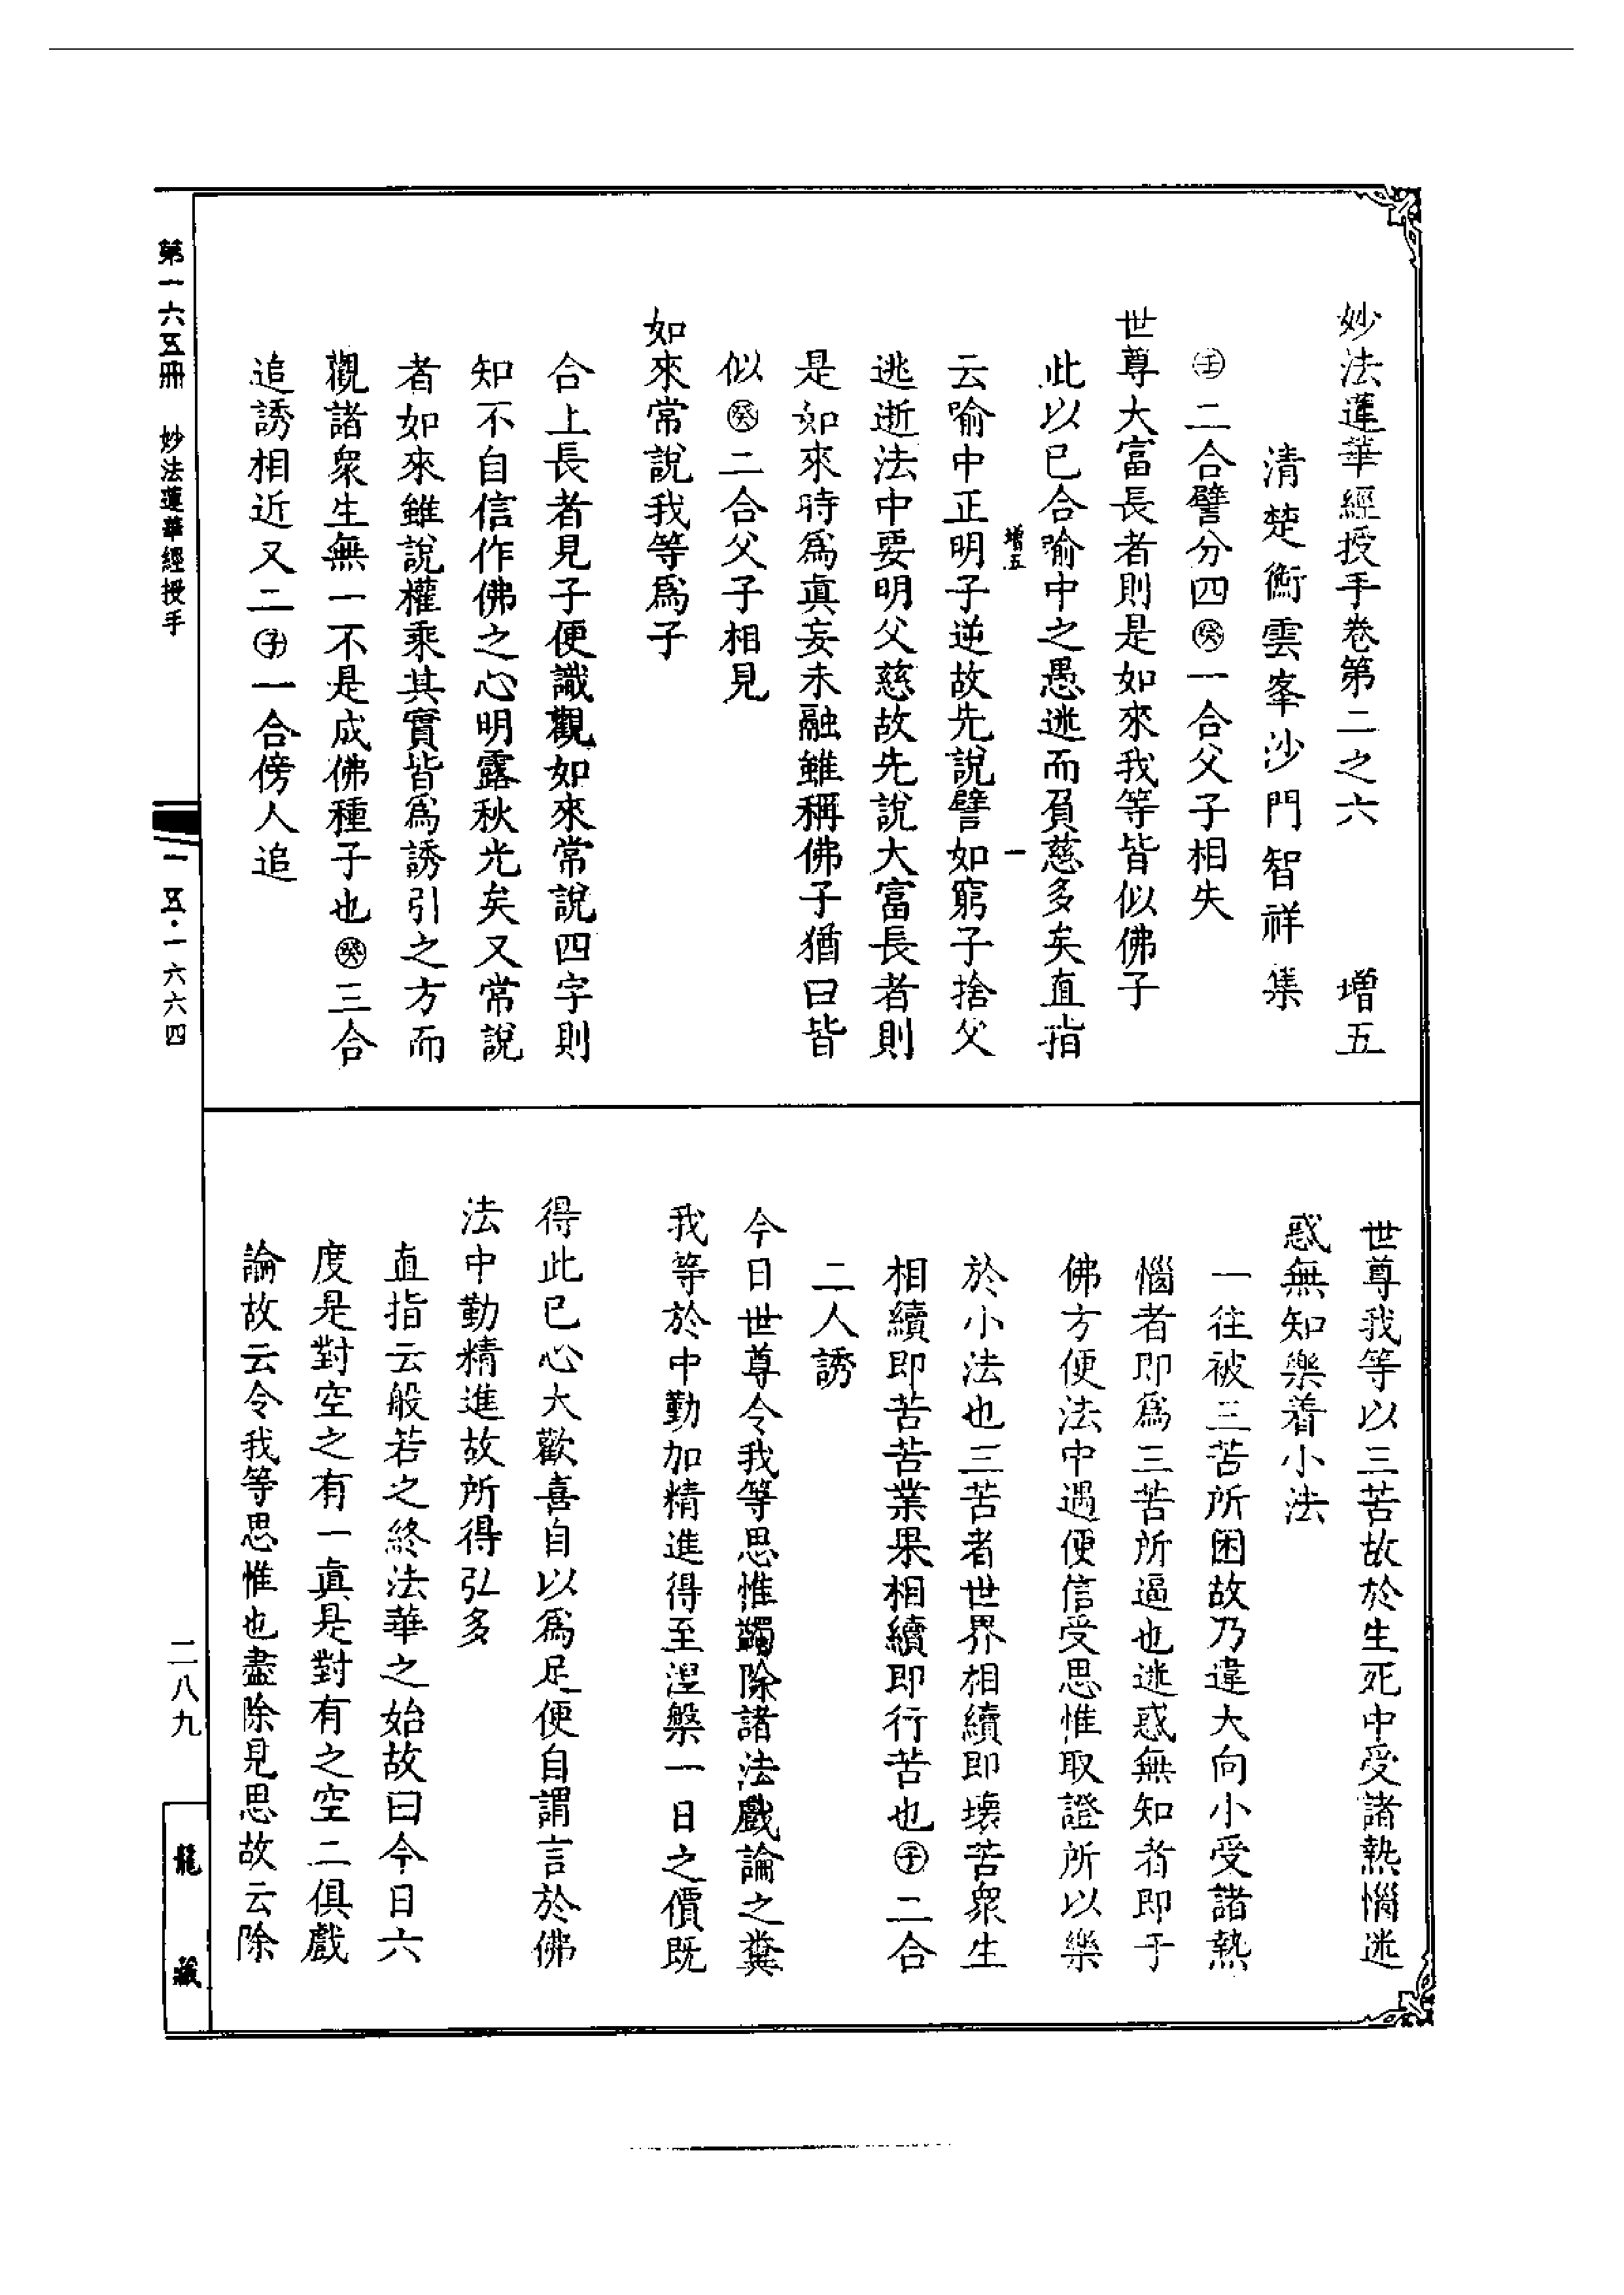 妙法蓮華經授手卷第二之六　增五
清楚衡雲峯沙門智祥集
㊛二合譬分四㊛一合父子相失
世尊大富長者則是如來我等皆似佛子
此以已合喻中之愚逃而負慈多矣直指
增五　一
云喻中正明子逆故先說譬如窮子捨父
逃逝法中要明父慈故先說大富長者則
是如來時爲眞妄未融雖稱佛子猶曰皆
似癸二合父子相見
如來常說我等爲子
合上長者見子便識觀如來常說四字則
知不自信作佛之心明露秋光矣又常說
者如來雖說權乘其實皆爲誘引之方而
觀諸衆生無一不是成佛種子也癸三合
追誘相近又二子一合傍人追
世尊我等以三苦故於生死中受諸熱惱迷
惑無知樂着小法
一往被三苦所困故乃違大向小受諸熱
惱者即爲三苦所逼也迷惑無知者即于
佛方便法中遇便信受思惟取證所以樂
於小法也三苦者世界相續即壞苦衆生
相續即苦苦業果相續即行苦也子二合
二人誘
今日世尊令我等思惟蠲除諸法戲論之糞
我等於中勤加精進得至涅槃一日之價既
得此已心大歡喜自以爲足便自謂言於佛
法中勤精進故所得弘多
直指云般若之終法華之始故曰今日六
度是對空之有一眞是對有之空二俱戲
論故云令我等思惟也盡除見思故云除
第一六五册　妙法蓮華經授手
一五·一六六四
二八九
龍藏